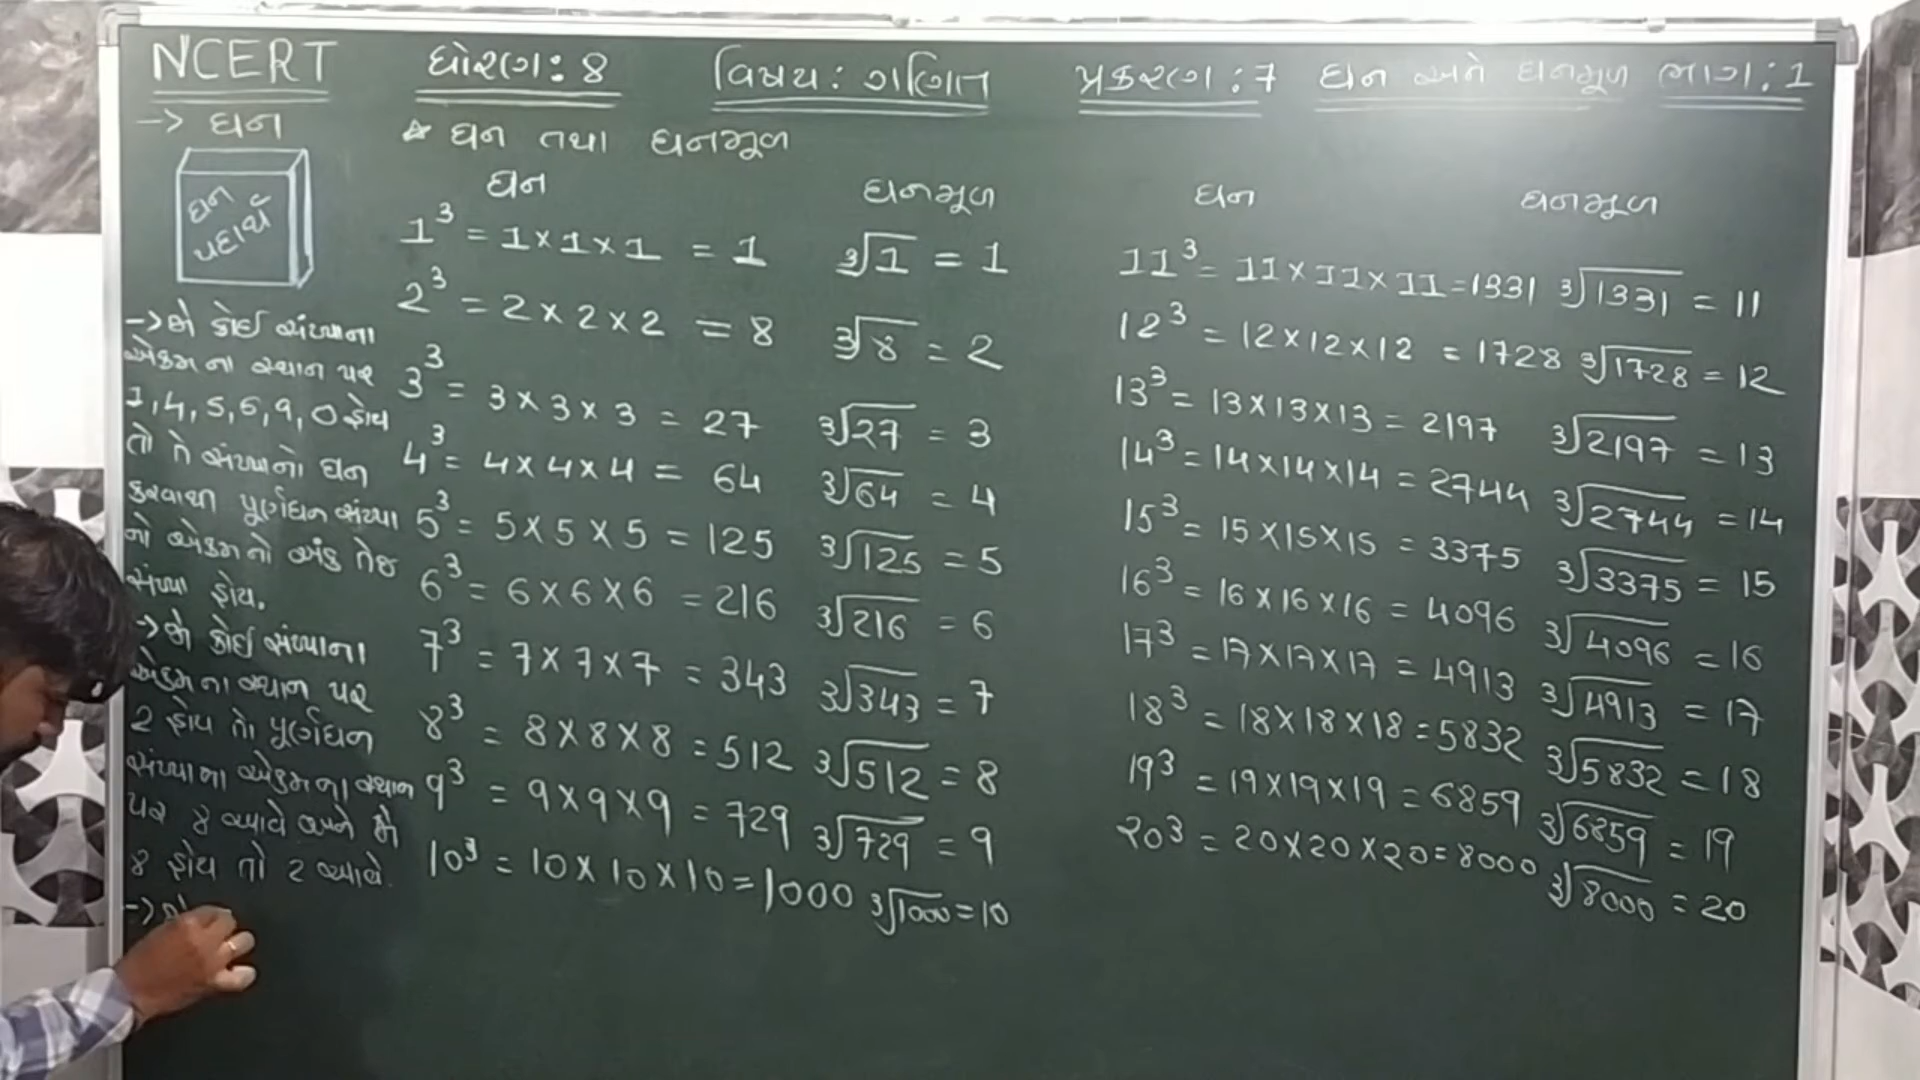 NCERT ધોરણ: 8 વિષય: ગણિત પ્રકરણ: 7 ઘન અને ઘનમૂળ ભાગ: 1
-> ઘન
ઘન
પદાર્થ
-> જો કોઈ સંખ્યાના
એકમ ના સ્થાન પર
1, 4, 5, 6, 9, 0 હોય
તો તે સંખ્યાનો ઘન
કરવાથી પૂર્ણઘન સંખ્યા
નો એકમ નો અંક તેજ
સંખ્યા હોય.
-> જો કોઈ સંખ્યાના
એકમ ના સ્થાન પર
2 હોય તો પૂર્ણઘન
સંખ્યાના એકમ ના સ્થાન
પર 8 આવે અને જો
8 હોય તો 2 આવે.
-> જો
* ઘન તથા ઘનમૂળ
ઘન ઘનમૂળ
1³ = 1 × 1 × 1 = 1 ∛1 = 1
2³ = 2 × 2 × 2 = 8 ∛8 = 2
3³ = 3 × 3 × 3 = 27 ∛27 = 3
4³ = 4 × 4 × 4 = 64 ∛64 = 4
5³ = 5 × 5 × 5 = 125 ∛125 = 5
6³ = 6 × 6 × 6 = 216 ∛216 = 6
7³ = 7 × 7 × 7 = 343 ∛343 = 7
8³ = 8 × 8 × 8 = 512 ∛512 = 8
9³ = 9 × 9 × 9 = 729 ∛729 = 9
10³ = 10 × 10 × 10 = 1000 ∛1000 = 10
ઘન ઘનમૂળ
11³ = 11 × 11 × 11 = 1331 ∛1331 = 11
12³ = 12 × 12 × 12 = 1728 ∛1728 = 12
13³ = 13 × 13 × 13 = 2197 ∛2197 = 13
14³ = 14 × 14 × 14 = 2744 ∛2744 = 14
15³ = 15 × 15 × 15 = 3375 ∛3375 = 15
16³ = 16 × 16 × 16 = 4096 ∛4096 = 16
17³ = 17 × 17 × 17 = 4913 ∛4913 = 17
18³ = 18 × 18 × 18 = 5832 ∛5832 = 18
19³ = 19 × 19 × 19 = 6859 ∛6859 = 19
20³ = 20 × 20 × 20 = 8000 ∛8000 = 20